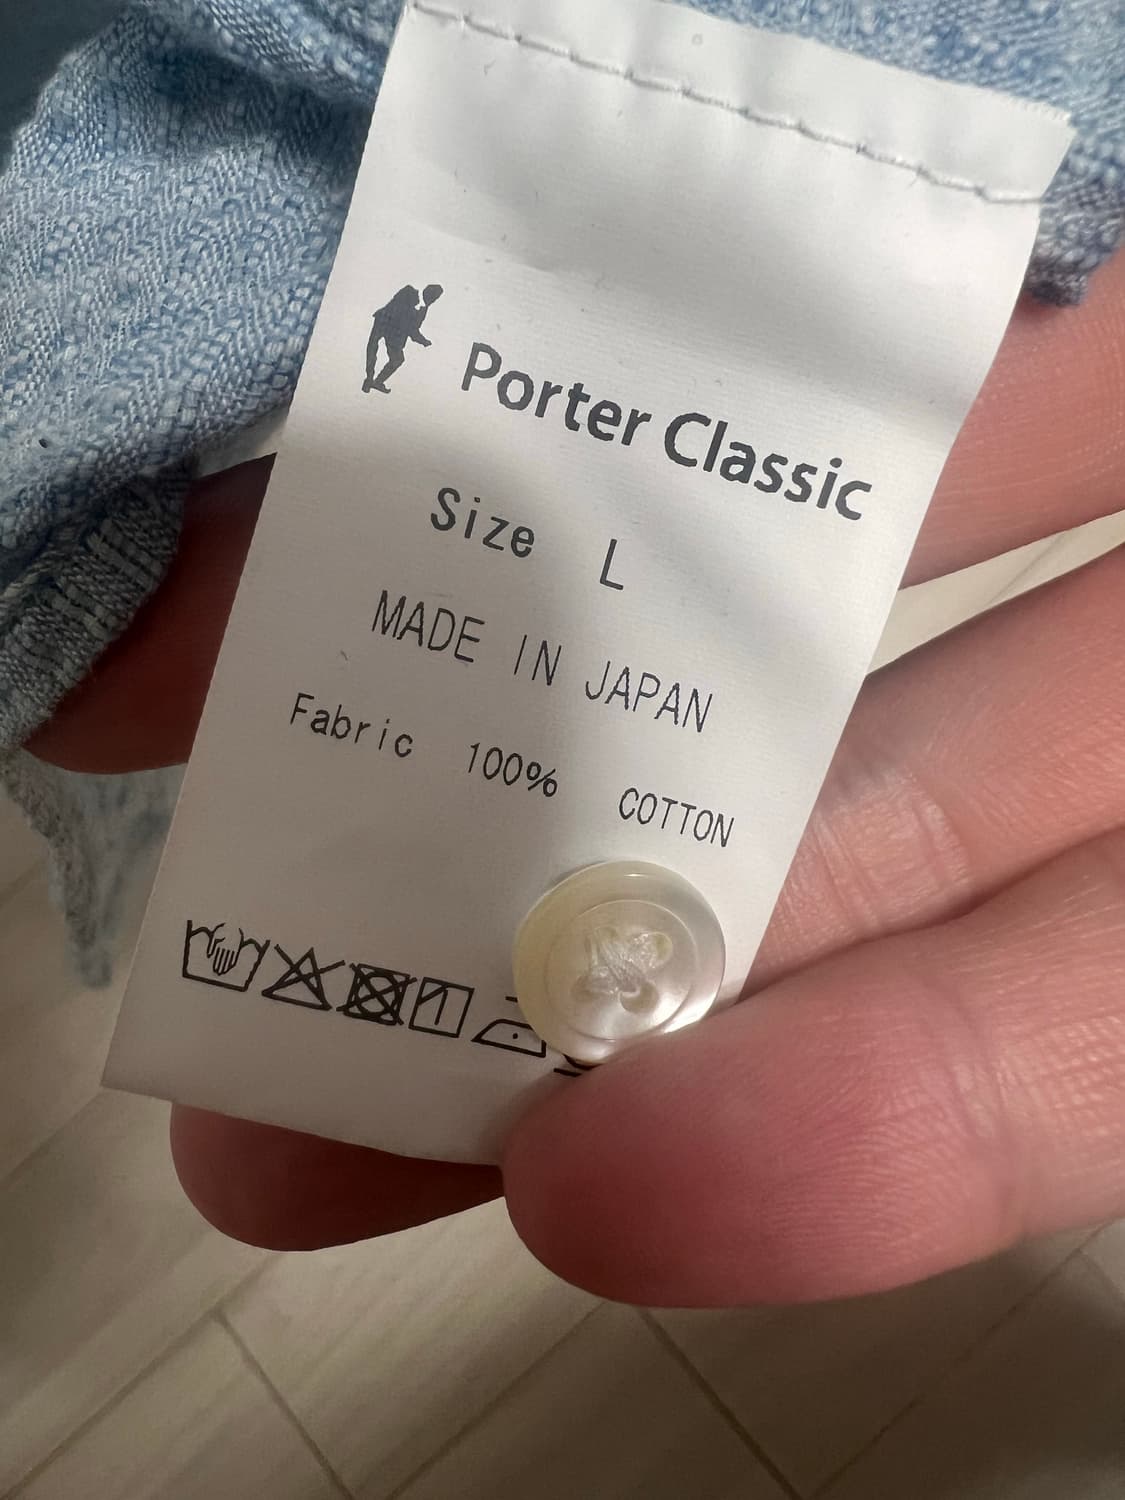 Porter Classic
Size L
MADE IN JAPAN
Fabric 100% COTTON